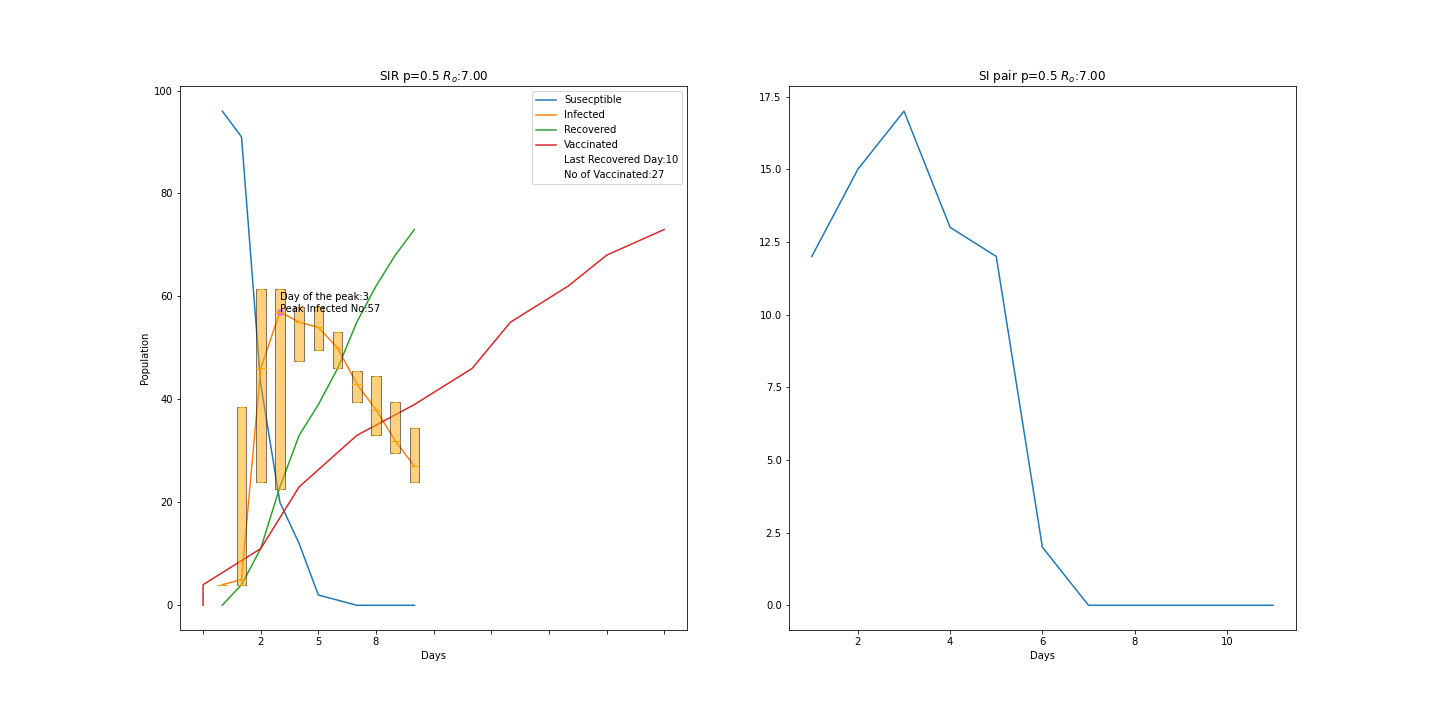 SIR p=0.5 Rₒ:7.00
100
80
60
40
20
0
Population
Susecptible
Infected
Recovered
Vaccinated
Last Recovered Day:10
No of Vaccinated:27
Day of the peak:3
Peak Infected No:57
2 5 8
Days
SI pair p=0.5 Rₒ:7.00
17.5
15.0
12.5
10.0
7.5
5.0
2.5
0.0
2 4 6 8 10
Days